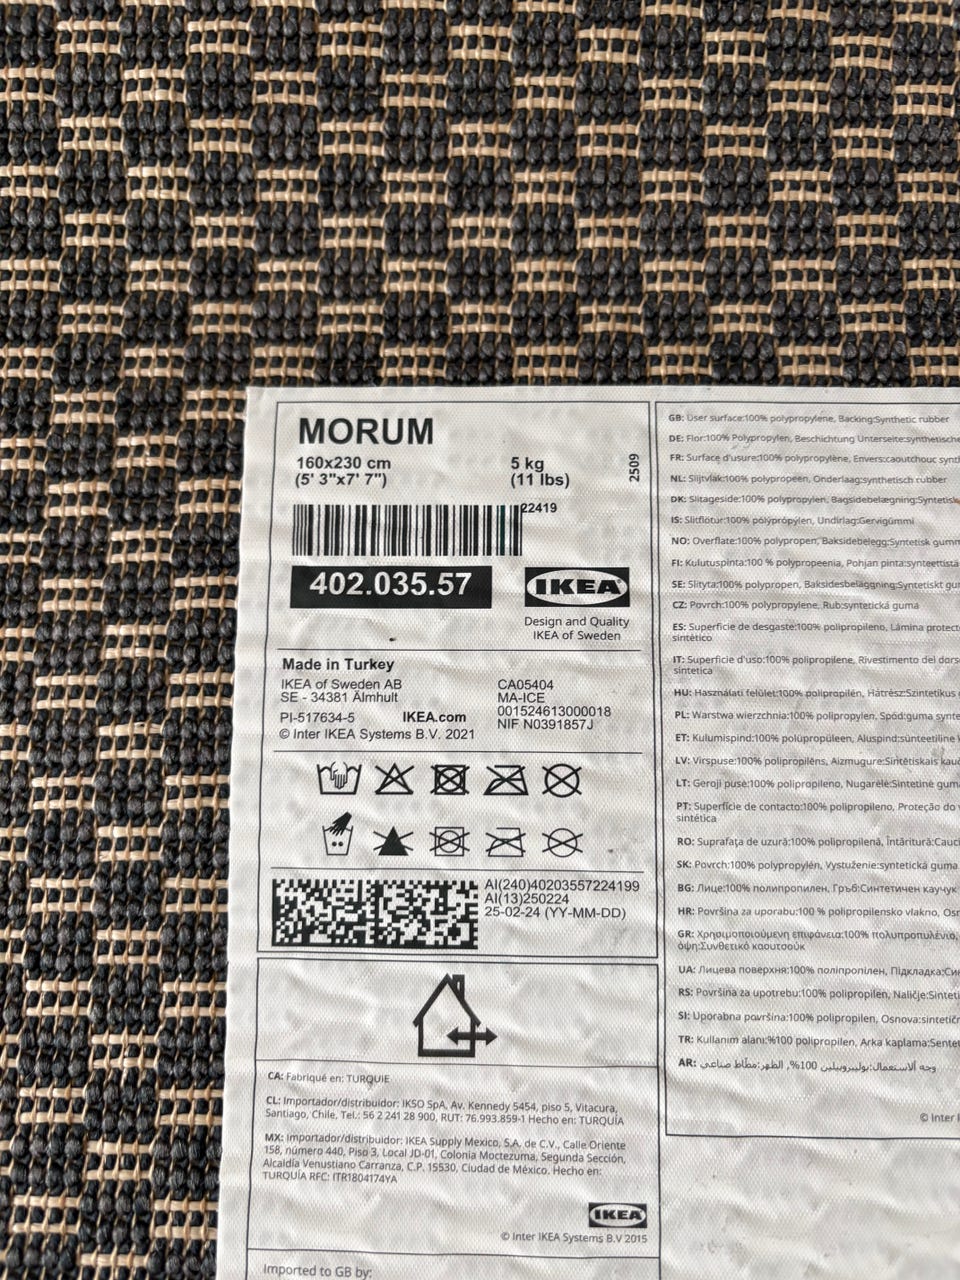 MORUM
160x230 cm
(5' 3"x7' 7")
5 kg
(11 lbs)
2509
22419
402.035.57
IKEA
Design and Quality
IKEA of Sweden
Made in Turkey
IKEA of Sweden AB
SE - 34381 Älmhult
PI-517634-5
IKEA.com
© Inter IKEA Systems B.V. 2021
CA05404
MA-ICE
001524613000018
NIF N0391857J
AI(240)40203557224199
AI(13)250224
25-02-24 (YY-MM-DD)
CA: Fabriqué en: TURQUIE
CL: Importador/distribuidor: IKSO SpA, Av. Kennedy 5454, piso 5, Vitacura,
Santiago, Chile, Tel.: 56 2 241 28 900, RUT: 76.993.859-1 Hecho en: TURQUÍA
MX: Importador/distribuidor: IKEA Supply Mexico, S.A. de C.V., Calle Oriente
158, número 440, Piso 3, Local JD-01, Colonia Moctezuma, Segunda Sección,
Alcaldía Venustiano Carranza, C.P. 15530, Ciudad de México. Hecho en:
TURQUÍA RFC: ITR1804174YA
IKEA
© Inter IKEA Systems B.V 2015
Imported to GB by:
GB: User surface:100% polypropylene, Backing:Synthetic rubber
DE: Flor:100% Polypropylen, Beschichtung Unterseite:synthetische
FR: Surface d'usure:100% polypropylène, Envers:caoutchouc
NL: Slijtvlak:100% polypropeen, Onderlaag:synthetisch rubber
DK: Slitageside:100% polypropylen, Bagsidebelægning:
IS: Slitflötur:100% pólýprópýlen, Undirlag:Gervigúmmí
NO: Overflate:100% polypropen, Baksidebelegg:Syntetisk
FI: Kulutuspinta:100 % polypropeenia, Pohjan pinta:synteettistä
SE: Slityta:100% polypropen, Baksidesbeläggning:Syntetiskt
CZ: Povrch:100% polypropylene, Rub:syntetická guma
ES: Superficie de desgaste:100% polipropileno, Lámina
sintético
IT: Superficie d'uso:100% polipropilene, Rivestimento del
sintetica
HU: Használati felület:100% polipropilén, Hátrész:Szintetikus
PL: Warstwa wierzchnia:100% polipropylen, Spód:guma
ET: Kulumispind:100% polüpropüleen, Aluspind:sünteetiline
LV: Virspuse:100% polipropilēns, Aizmugure:Sintētiskais
LT: Geroji pusė:100% polipropileno, Nugarėlė:Sintetinė
PT: Superfície de contacto:100% polipropileno, Proteção do
sintética
RO: Suprafaţa de uzură:100% polipropilenă, Întăritură:
SK: Povrch:100% polypropylén, Vystuženie:syntetická guma
BG: Лице:100% полипропилен, Гръб:Синтетичен каучук
HR: Površina za uporabu:100 % polipropilensko vlakno,
GR: Χρησιμοποιούμενη επιφάνεια:100% πολυπροπυλένιο,
όψη:Συνθετικό καουτσούκ
UA: Лицева поверхня:100% поліпропілен, Підкладка:
RS: Površina za upotrebu:100% polipropilen, Naličje:
SI: Uporabna površina:100% polipropilen, Osnova:
TR: Kullanım alanı:%100 polipropilen, Arka kaplama:
AR: وجه الاستعمال:بوليبروبيلين 100%, الظهر:مطّاط صناعي
© Inter